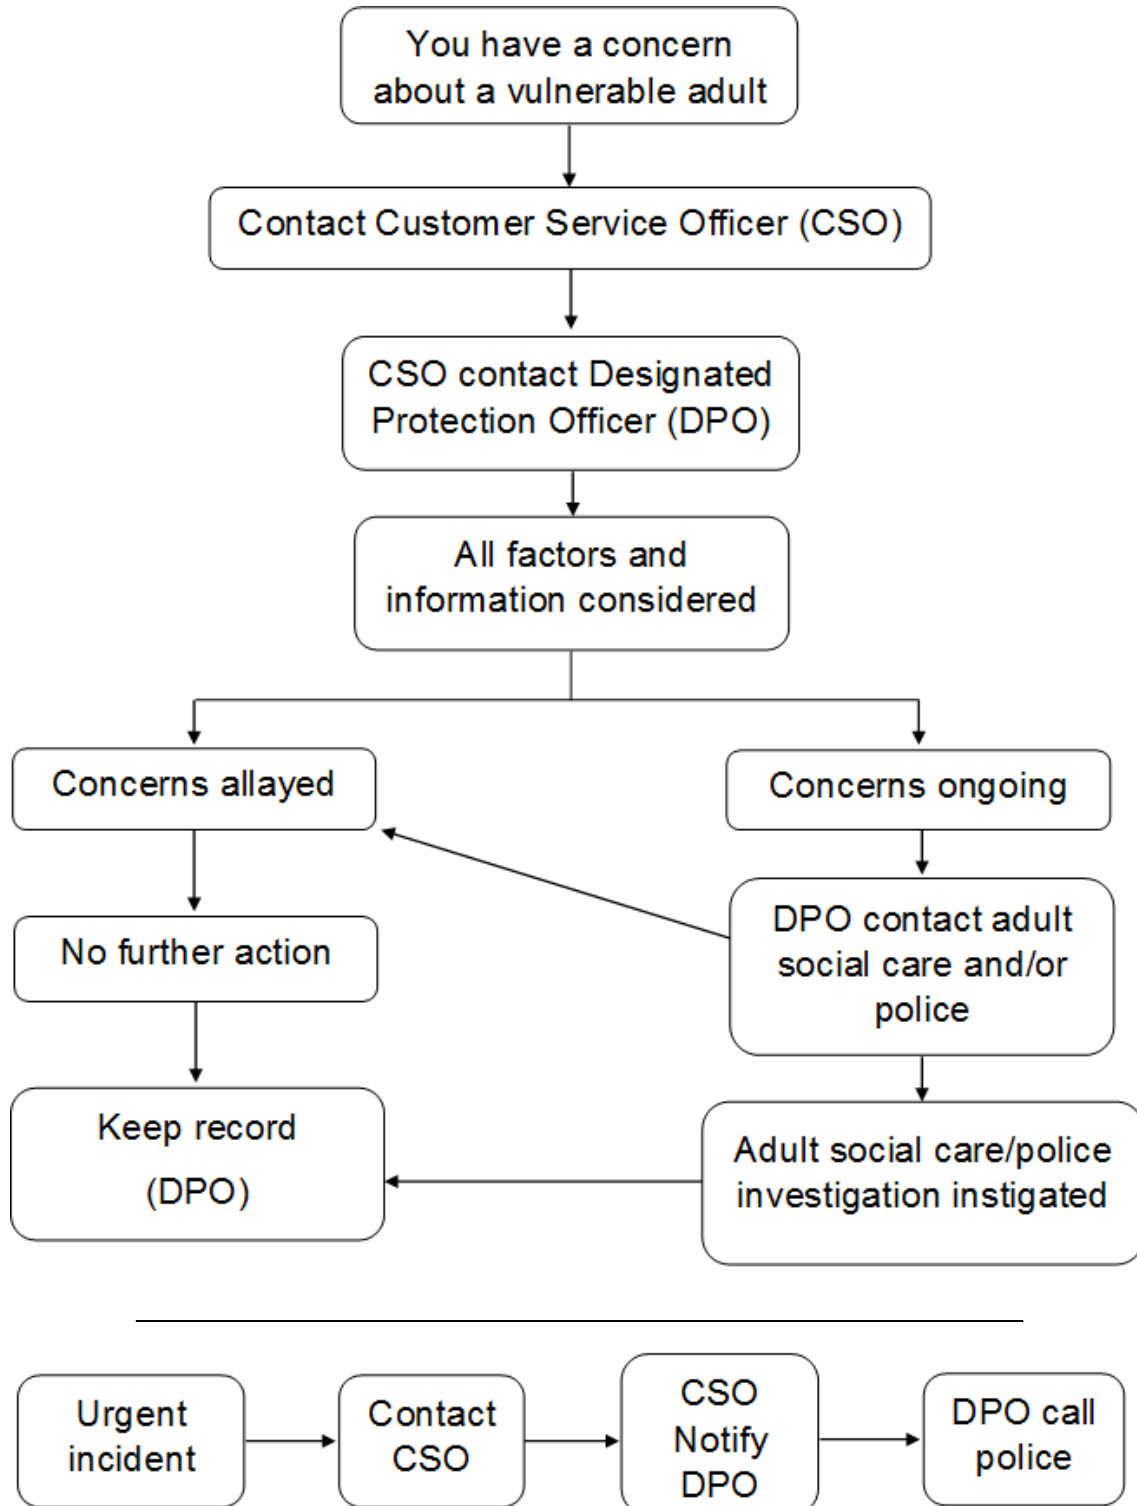 You have a concern
about a vulnerable adult
Contact Customer Service Officer (CSO)
CSO contact Designated
Protection Officer (DPO)
All factors and
information considered
Concerns allayed
Concerns ongoing
No further action
DPO contact adult
social care and/or
police
Keep record
(DPO)
Adult social care/police
investigation instigated
Urgent
incident
Contact
CSO
CSO
Notify
DPO
DPO call
police